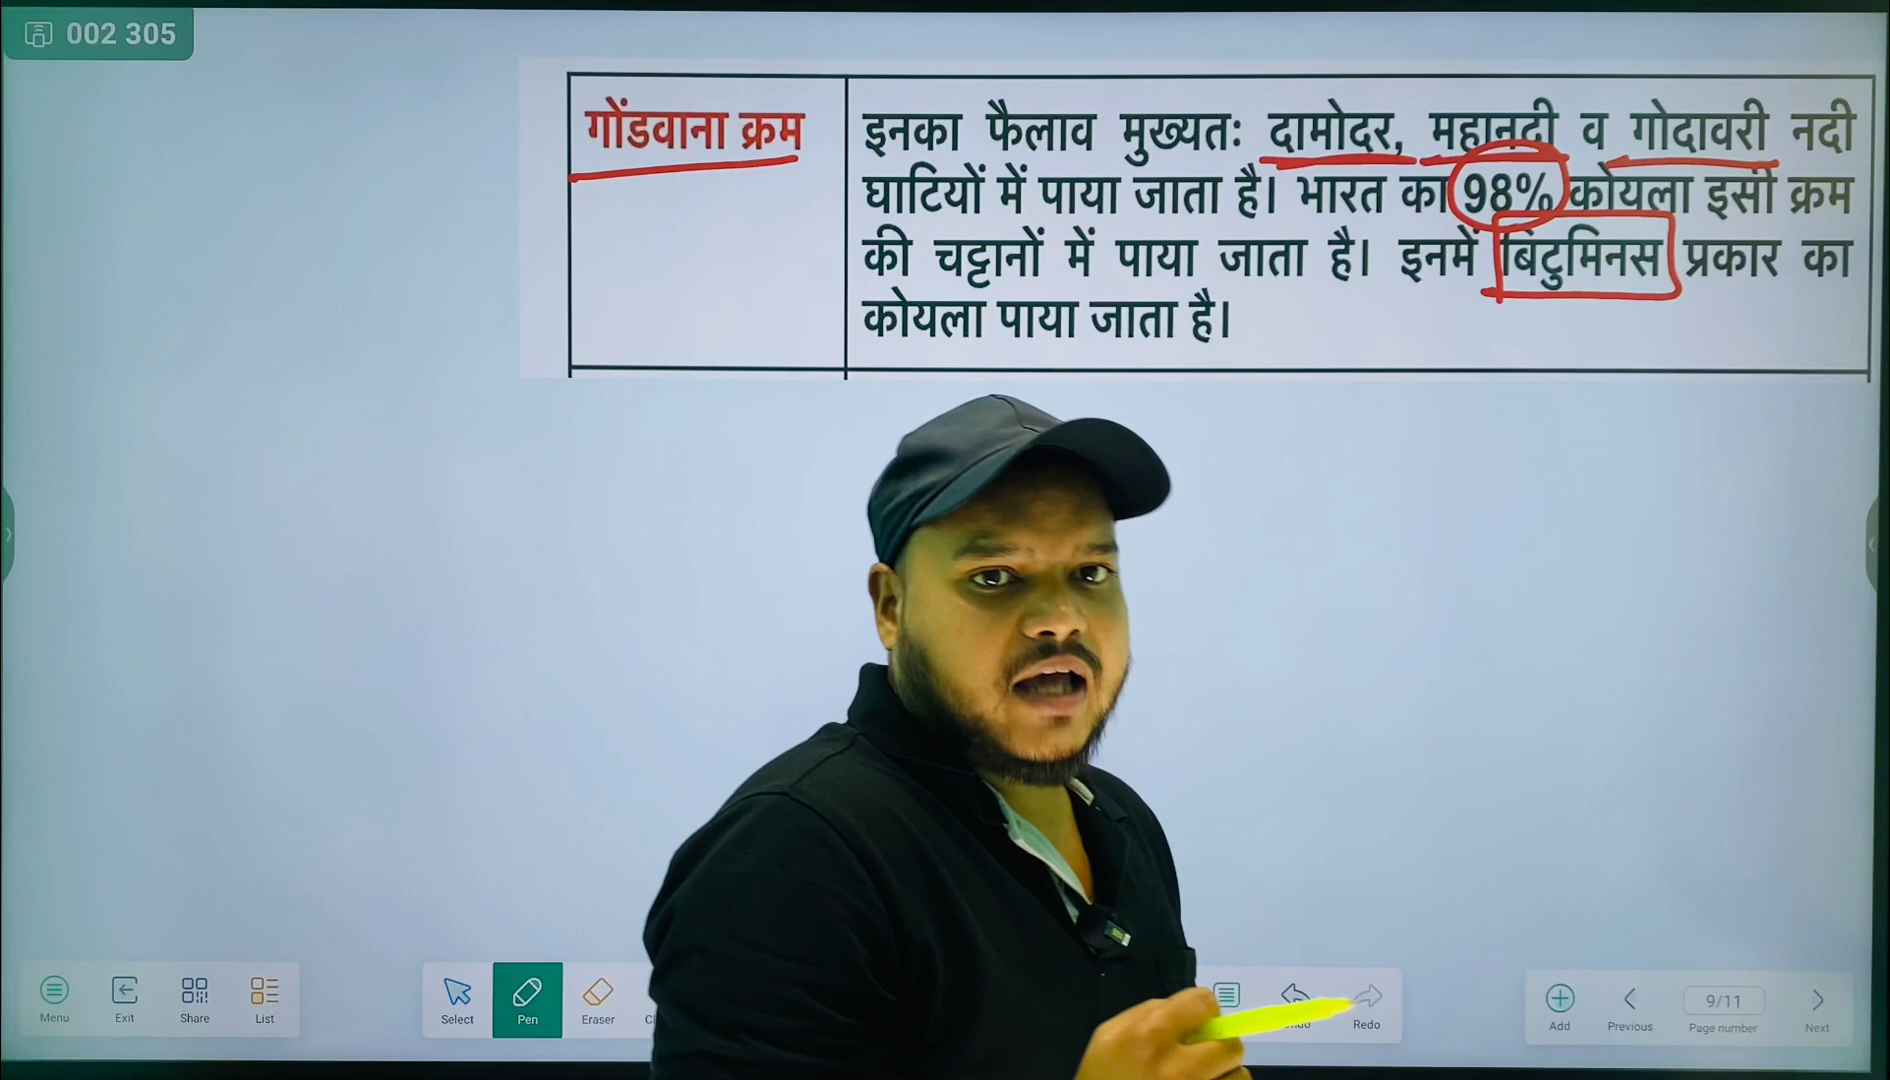 002 305
गोंडवाना क्रम
इनका फैलाव मुख्यतः दामोदर, महानदी व गोदावरी नदी
घाटियों में पाया जाता है। भारत का 98% कोयला इसी क्रम
की चट्टानों में पाया जाता है। इनमें बिटुमिनस प्रकार का
कोयला पाया जाता है।
Menu Exit Share List Select Pen Eraser Redo Add Previous 9/11 Page number Next